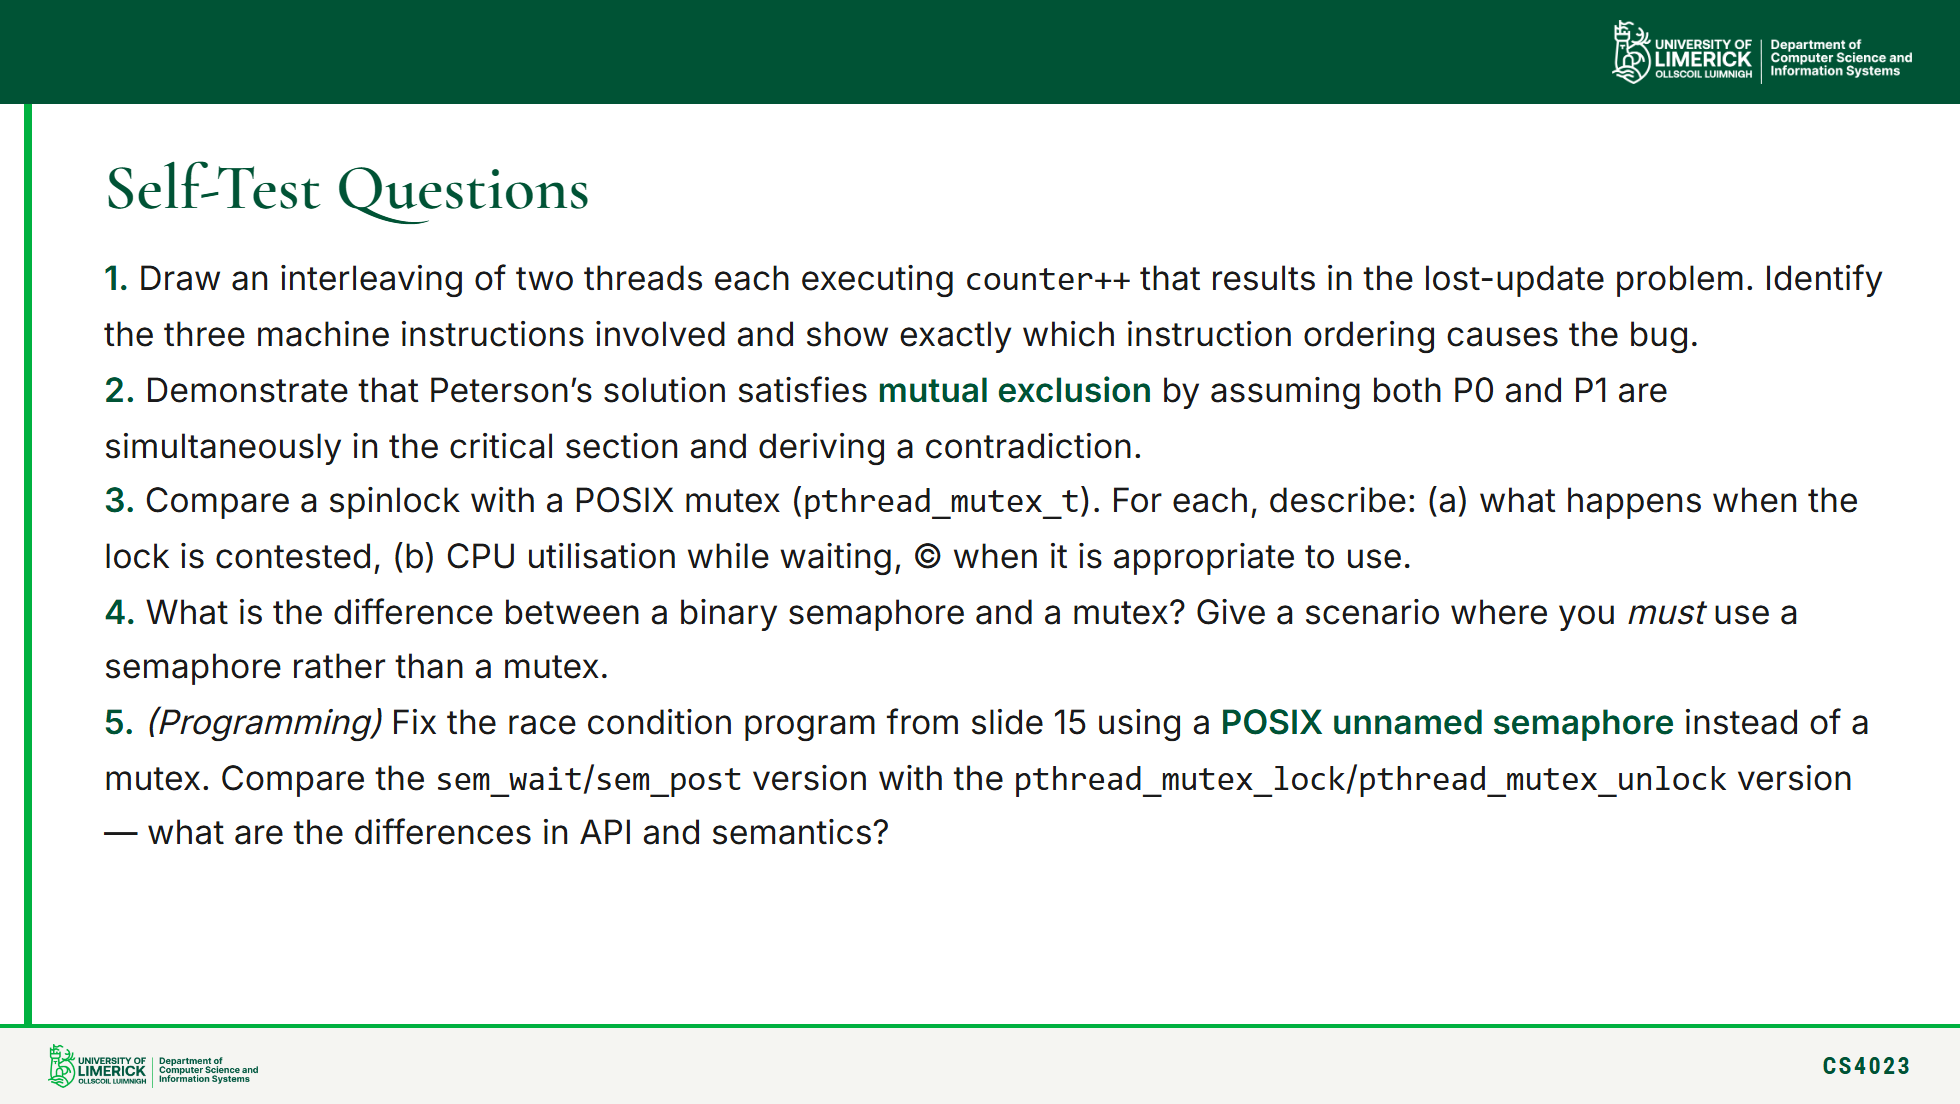 UNIVERSITY OF
LIMERICK
OLLSCOIL LUIMNIGH
Department of
Computer Science and
Information Systems
Self-Test Questions
1. Draw an interleaving of two threads each executing counter++ that results in the lost-update problem. Identify
the three machine instructions involved and show exactly which instruction ordering causes the bug.
2. Demonstrate that Peterson’s solution satisfies mutual exclusion by assuming both P0 and P1 are
simultaneously in the critical section and deriving a contradiction.
3. Compare a spinlock with a POSIX mutex (pthread_mutex_t). For each, describe: (a) what happens when the
lock is contested, (b) CPU utilisation while waiting, © when it is appropriate to use.
4. What is the difference between a binary semaphore and a mutex? Give a scenario where you must use a
semaphore rather than a mutex.
5. (Programming) Fix the race condition program from slide 15 using a POSIX unnamed semaphore instead of a
mutex. Compare the sem_wait/sem_post version with the pthread_mutex_lock/pthread_mutex_unlock version
— what are the differences in API and semantics?
UNIVERSITY OF
LIMERICK
OLLSCOIL LUIMNIGH
Department of
Computer Science and
Information Systems
CS4023